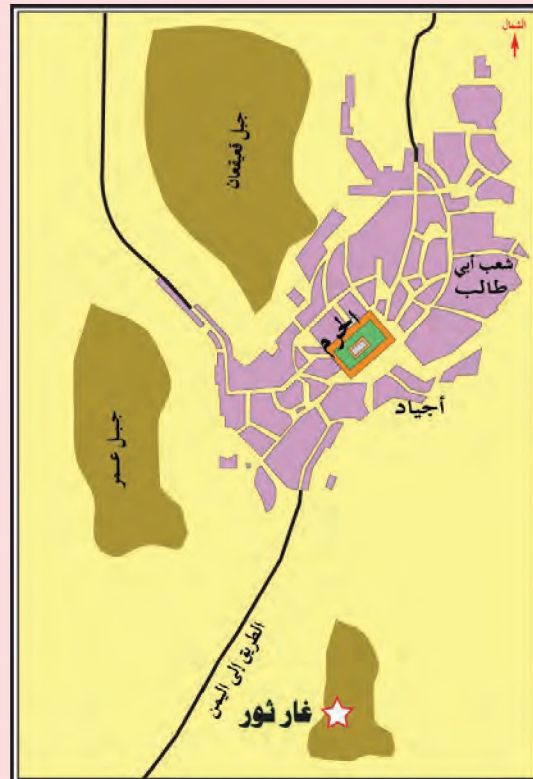 الشمال
جبل قعيقعان
شعب أبي
طالب
الحرم
أجياد
جبل عمر
الطريق إلى اليمن
غار ثور